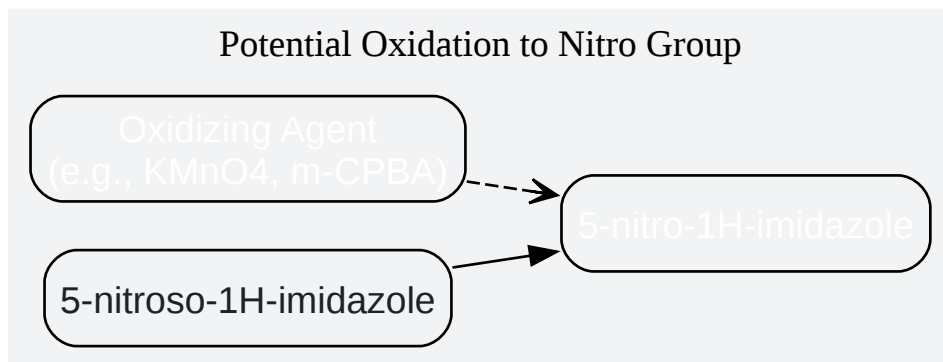 Potential Oxidation to Nitro Group
Oxidizing Agent
(e.g., KMnO4, m-CPBA)
5-nitro-1H-imidazole
5-nitroso-1H-imidazole